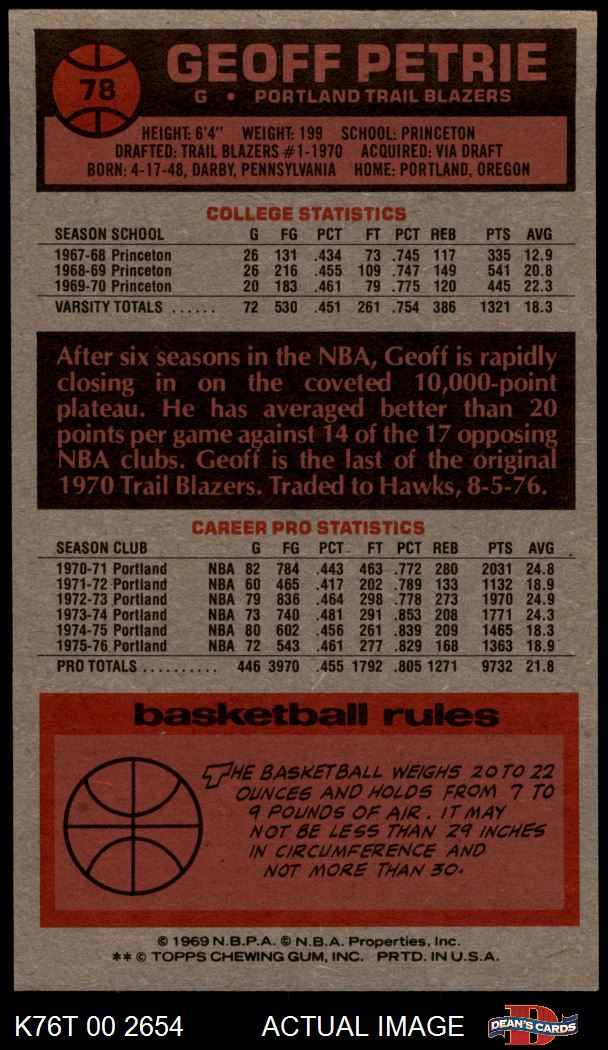 78
GEOFF PETRIE
G • PORTLAND TRAIL BLAZERS
HEIGHT: 6'4" WEIGHT: 199 SCHOOL: PRINCETON
DRAFTED: TRAIL BLAZERS #1-1970 ACQUIRED: VIA DRAFT
BORN: 4-17-48, DARBY, PENNSYLVANIA HOME: PORTLAND, OREGON
COLLEGE STATISTICS
SEASON SCHOOL G FG PCT FT PCT REB PTS AVG
1967-68 Princeton 26 131 .434 73 .745 117 335 12.9
1968-69 Princeton 26 216 .455 109 .747 149 541 20.8
1969-70 Princeton 20 183 .461 79 .775 120 445 22.3
VARSITY TOTALS ...... 72 530 .451 261 .754 386 1321 18.3
After six seasons in the NBA, Geoff is rapidly
closing in on the coveted 10,000-point
plateau. He has averaged better than 20
points per game against 14 of the 17 opposing
NBA clubs. Geoff is the last of the original
1970 Trail Blazers. Traded to Hawks, 8-5-76.
CAREER PRO STATISTICS
SEASON CLUB G FG PCT. FT PCT REB PTS AVG
1970-71 Portland NBA 82 784 .443 463 .772 280 2031 24.8
1971-72 Portland NBA 60 465 .417 202 .789 133 1132 18.9
1972-73 Portland NBA 79 836 .464 298 .778 273 1970 24.9
1973-74 Portland NBA 73 740 .481 291 .853 208 1771 24.3
1974-75 Portland NBA 80 602 .456 261 .839 209 1465 18.3
1975-76 Portland NBA 72 543 .461 277 .829 168 1363 18.9
PRO TOTALS .......... 446 3970 .455 1792 .805 1271 9732 21.8
basketball rules
THE BASKETBALL WEIGHS 20 TO 22
OUNCES AND HOLDS FROM 7 TO
9 POUNDS OF AIR. IT MAY
NOT BE LESS THAN 29 INCHES
IN CIRCUMFERENCE AND
NOT MORE THAN 30.
© 1969 N.B.P.A. © N.B.A. Properties, Inc.
** © TOPPS CHEWING GUM, INC. PRTD. IN U.S.A.
K76T 00 2654 ACTUAL IMAGE D DEAN'S CARDS